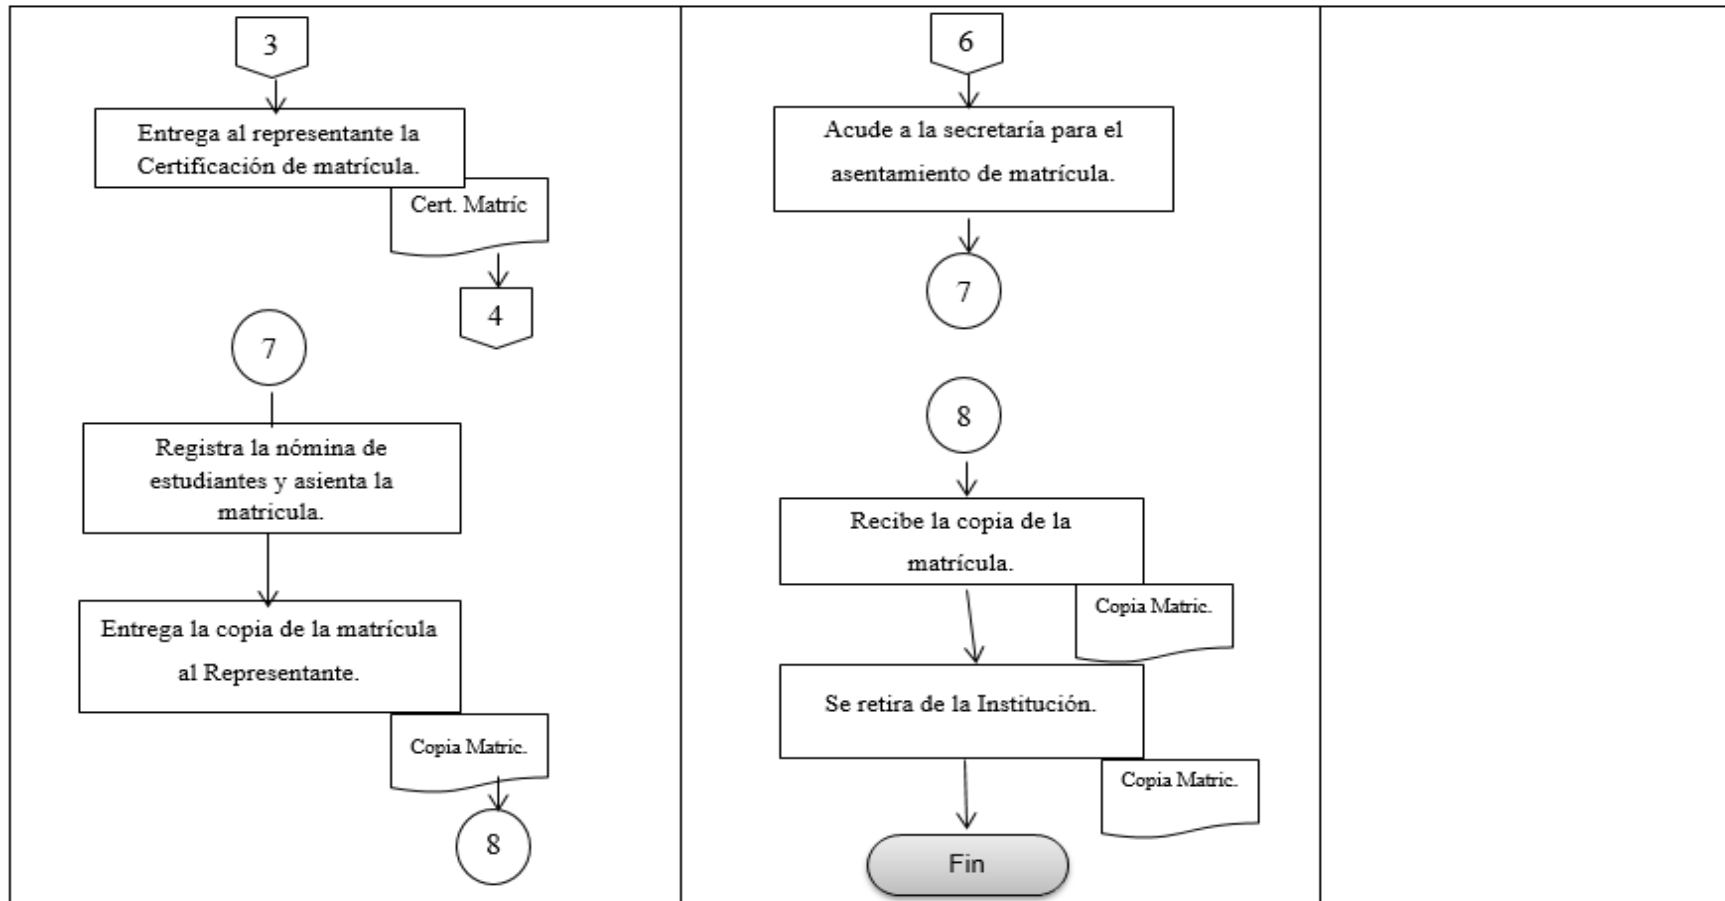 3
Entrega al representante la
Certificación de matrícula.
Cert. Matríc
4
7
Registra la nómina de
estudiantes y asienta la
matricula.
Entrega la copia de la matrícula
al Representante.
Copia Matric.
8
6
Acude a la secretaría para el
asentamiento de matrícula.
7
8
Recibe la copia de la
matrícula.
Copia Matric.
Se retira de la Institución.
Copia Matric.
Fin